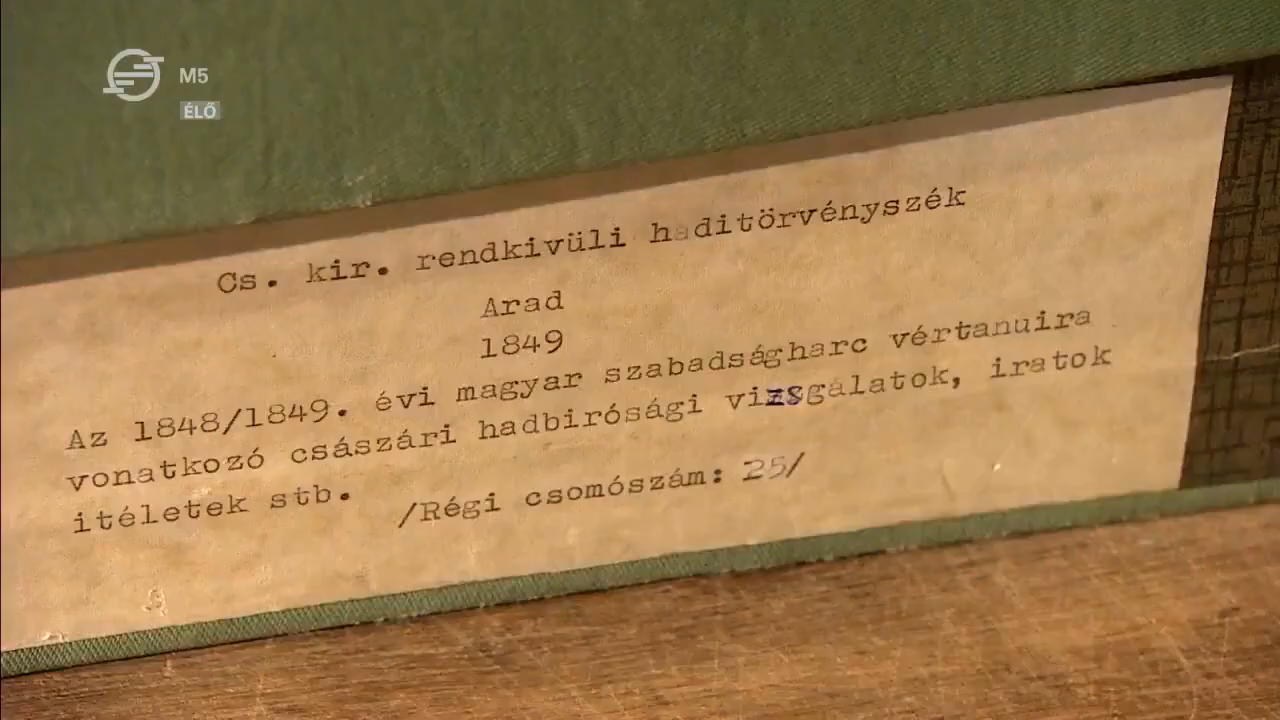 M5
ÉLŐ
Cs. kir. rendkivüli haditörvényszék
Arad
1849
Az 1848/1849. évi magyar szabadságharc vértanuira
vonatkozó császári hadbirósági vizsgálatok, iratok
itéletek stb.
/Régi csomószám: 25/